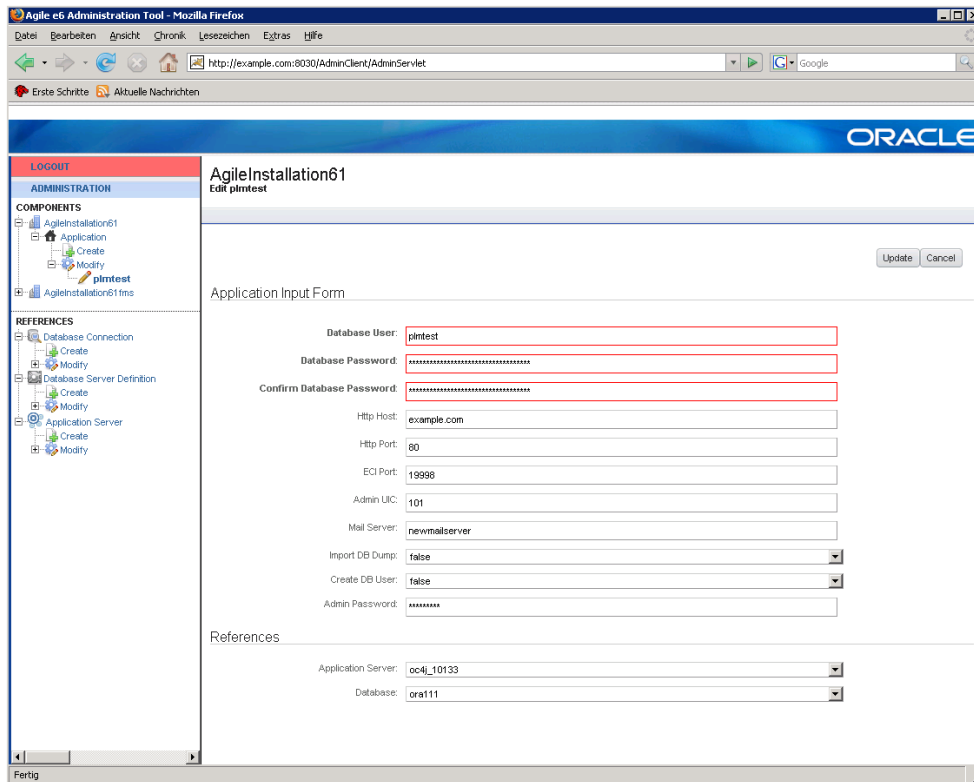 Agile e6 Administration Tool - Mozilla Firefox
Datei Bearbeiten Ansicht Chronik Lesezeichen Extras Hilfe
http://example.com:8030/AdminClient/AdminServlet
Google
Erste Schritte Aktuelle Nachrichten
ORACLE
LOGOUT
ADMINISTRATION
COMPONENTS
AgileInstallation61
Application
Create
Modify
plmtest
AgileInstallation61fms
REFERENCES
Database Connection
Create
Modify
Database Server Definition
Create
Modify
Application Server
Create
Modify
AgileInstallation61
Edit plmtest
Update Cancel
Application Input Form
Database User: plmtest
Database Password: **********************************
Confirm Database Password: **********************************
Http Host: example.com
Http Port: 80
ECI Port: 19998
Admin UIC: 101
Mail Server: newmailserver
Import DB Dump: false
Create DB User: false
Admin Password: *********
References
Application Server: oc4j_10133
Database: ora111
Fertig